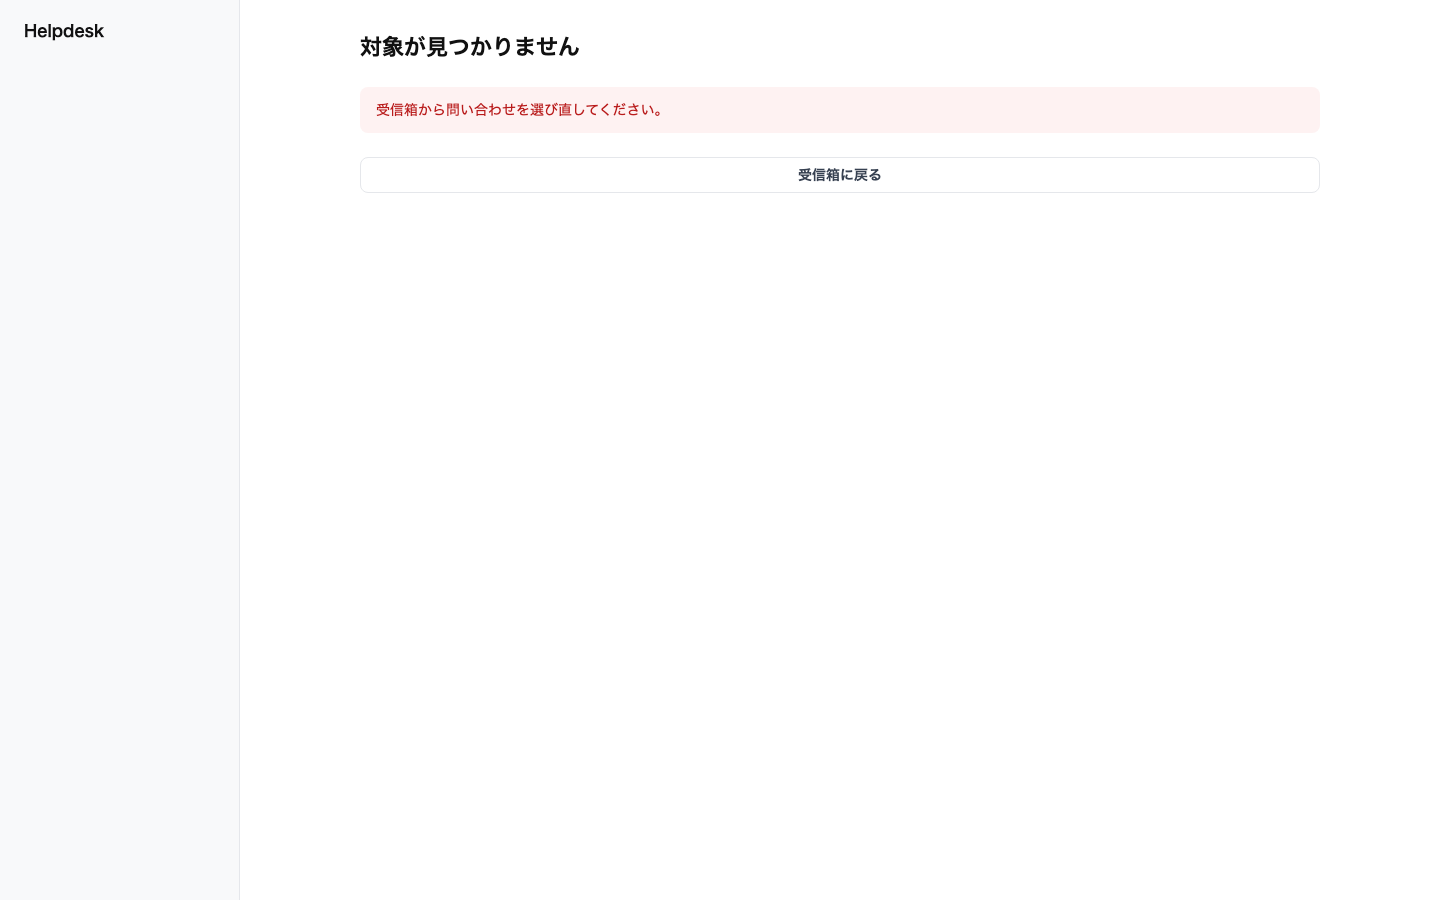 Helpdesk
対象が見つかりません
受信箱から問い合わせを選び直してください。
受信箱に戻る